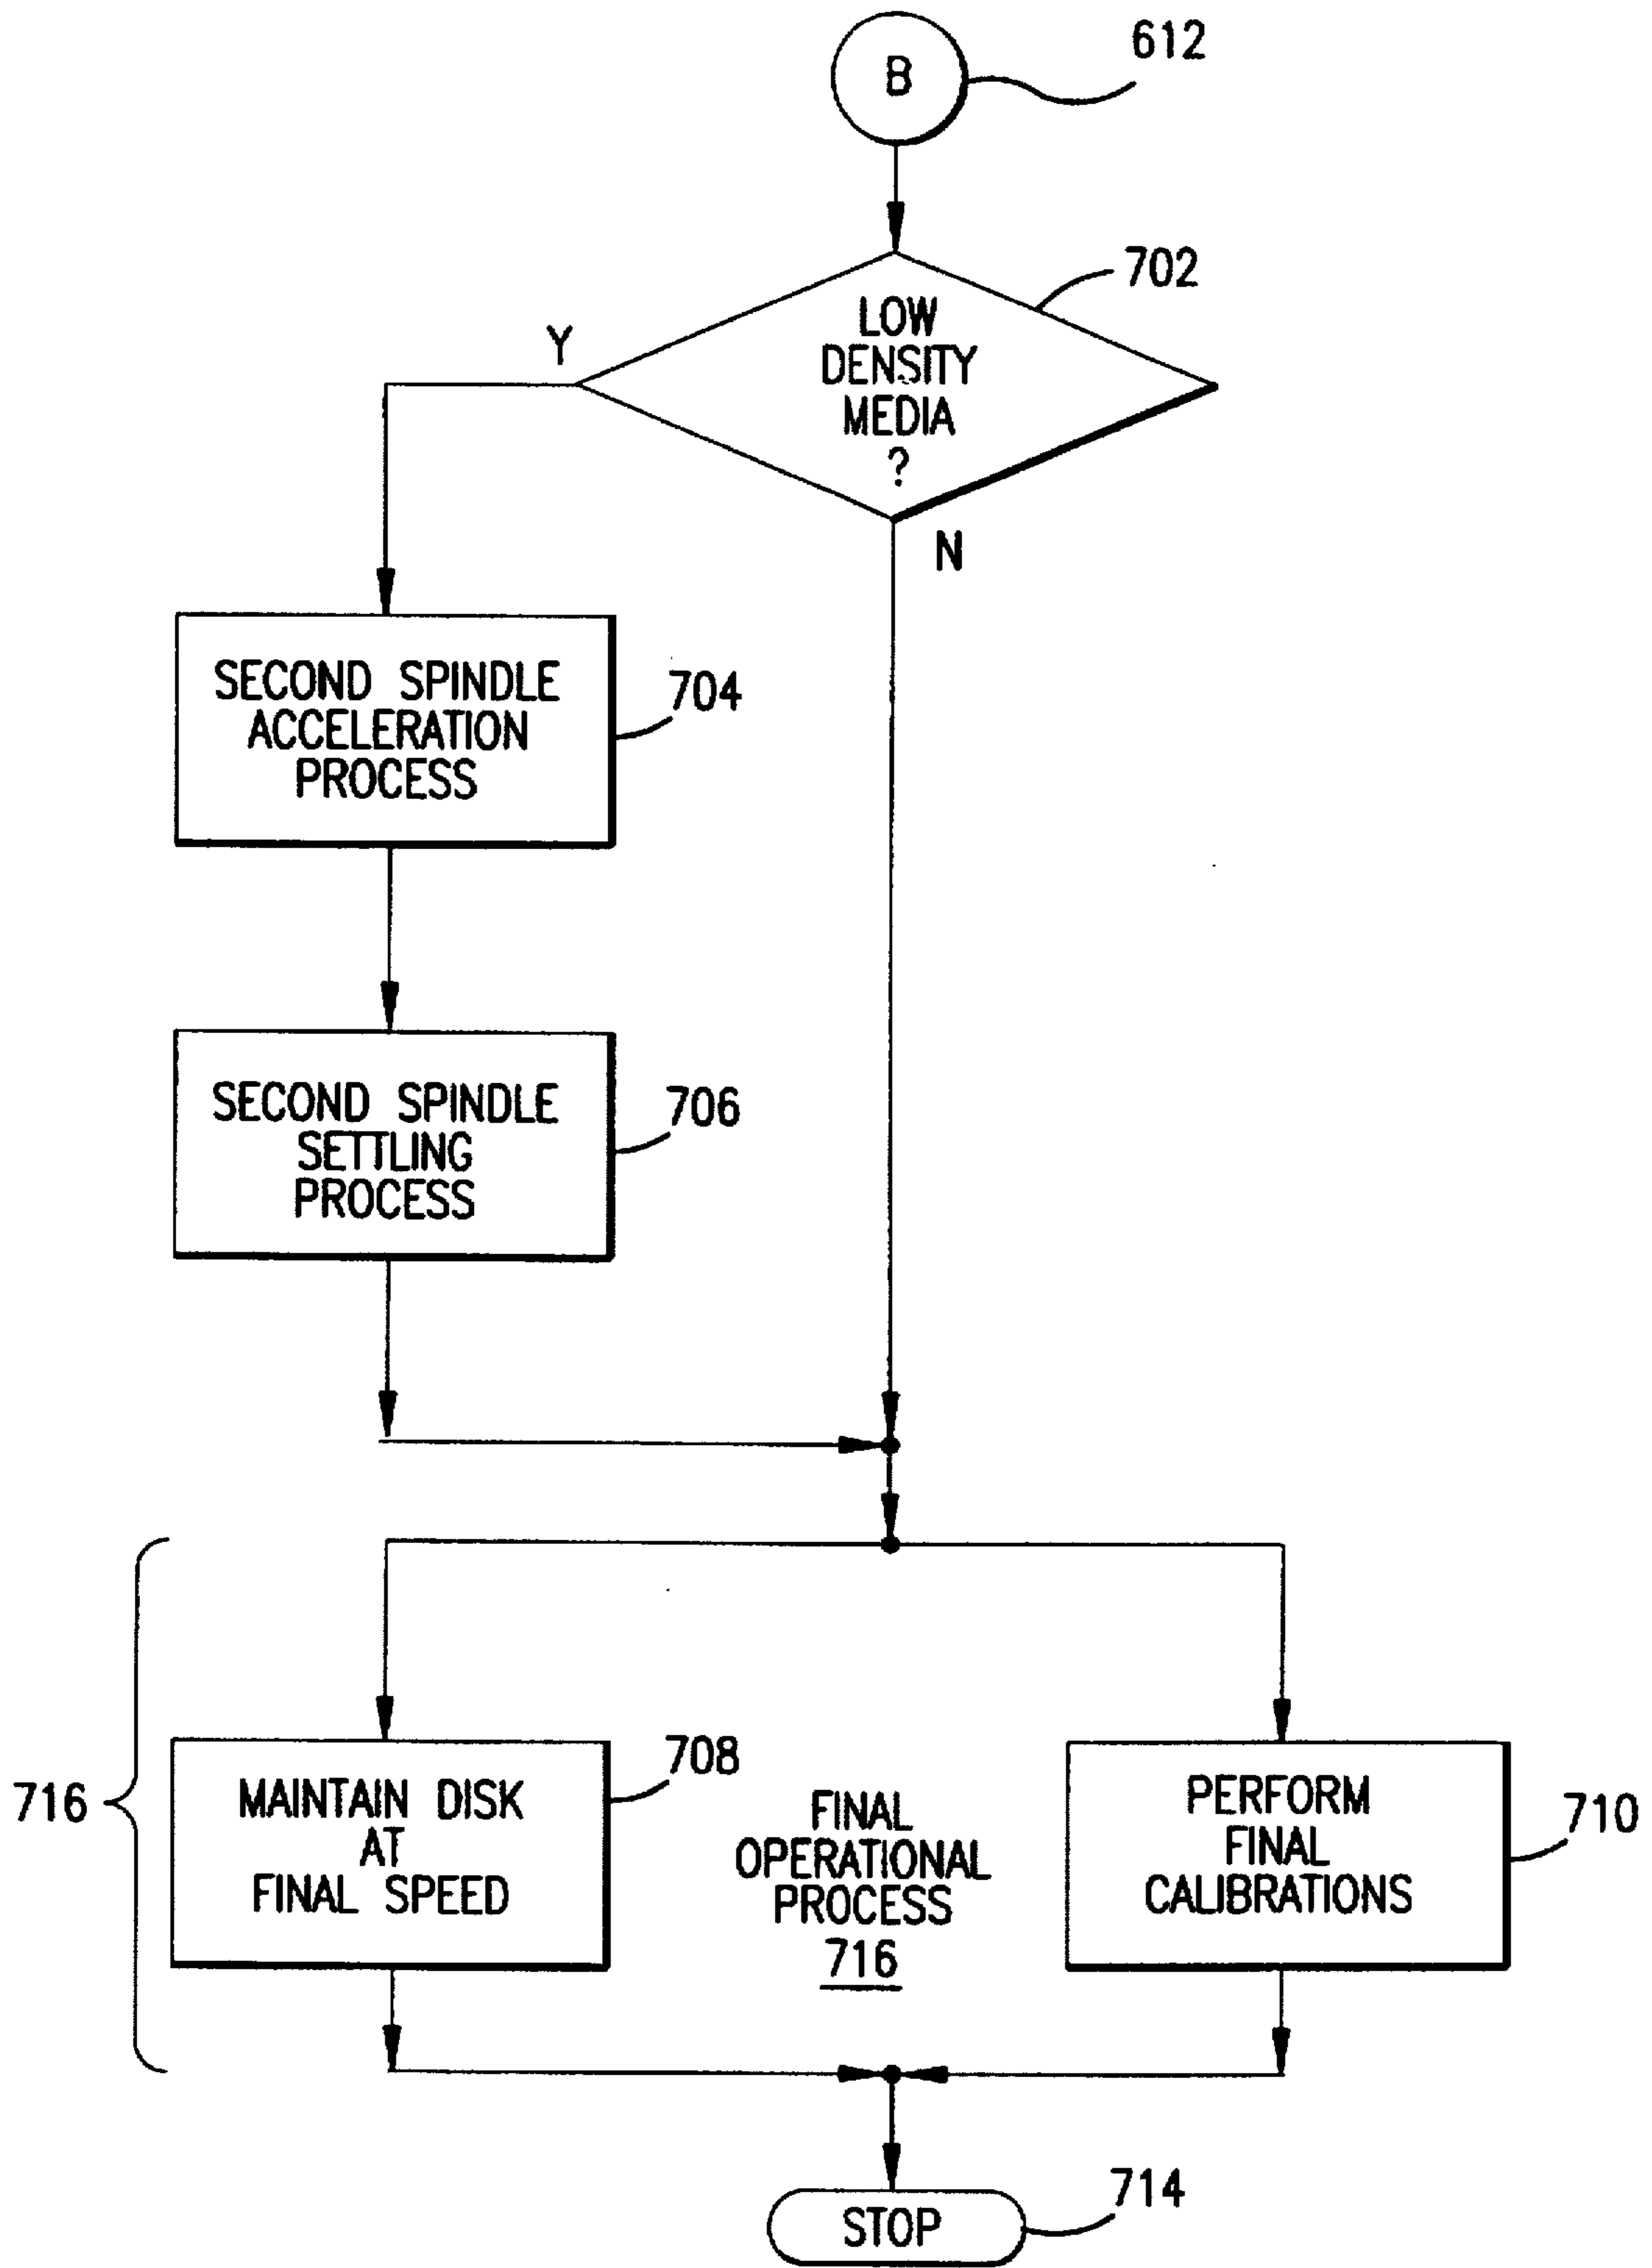 B
612
702
LOW
DENSITY
MEDIA
?
Y
N
SECOND SPINDLE
ACCELERATION
PROCESS
704
SECOND SPINDLE
SETTLING
PROCESS
706
716
MAINTAIN DISK
AT
FINAL SPEED
708
FINAL
OPERATIONAL
PROCESS
716
PERFORM
FINAL
CALIBRATIONS
710
STOP
714